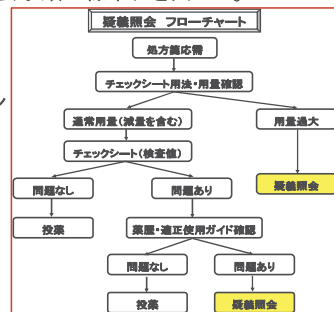 疑義照会 フローチャート
処方箋応需
チェックシート用法・用量確認
通常用量(減量を含む)
用量過大
チェックシート(検査値)
問題なし
問題あり
疑義照会
投薬
薬歴・適正使用ガイド確認
問題なし
問題あり
投薬
疑義照会